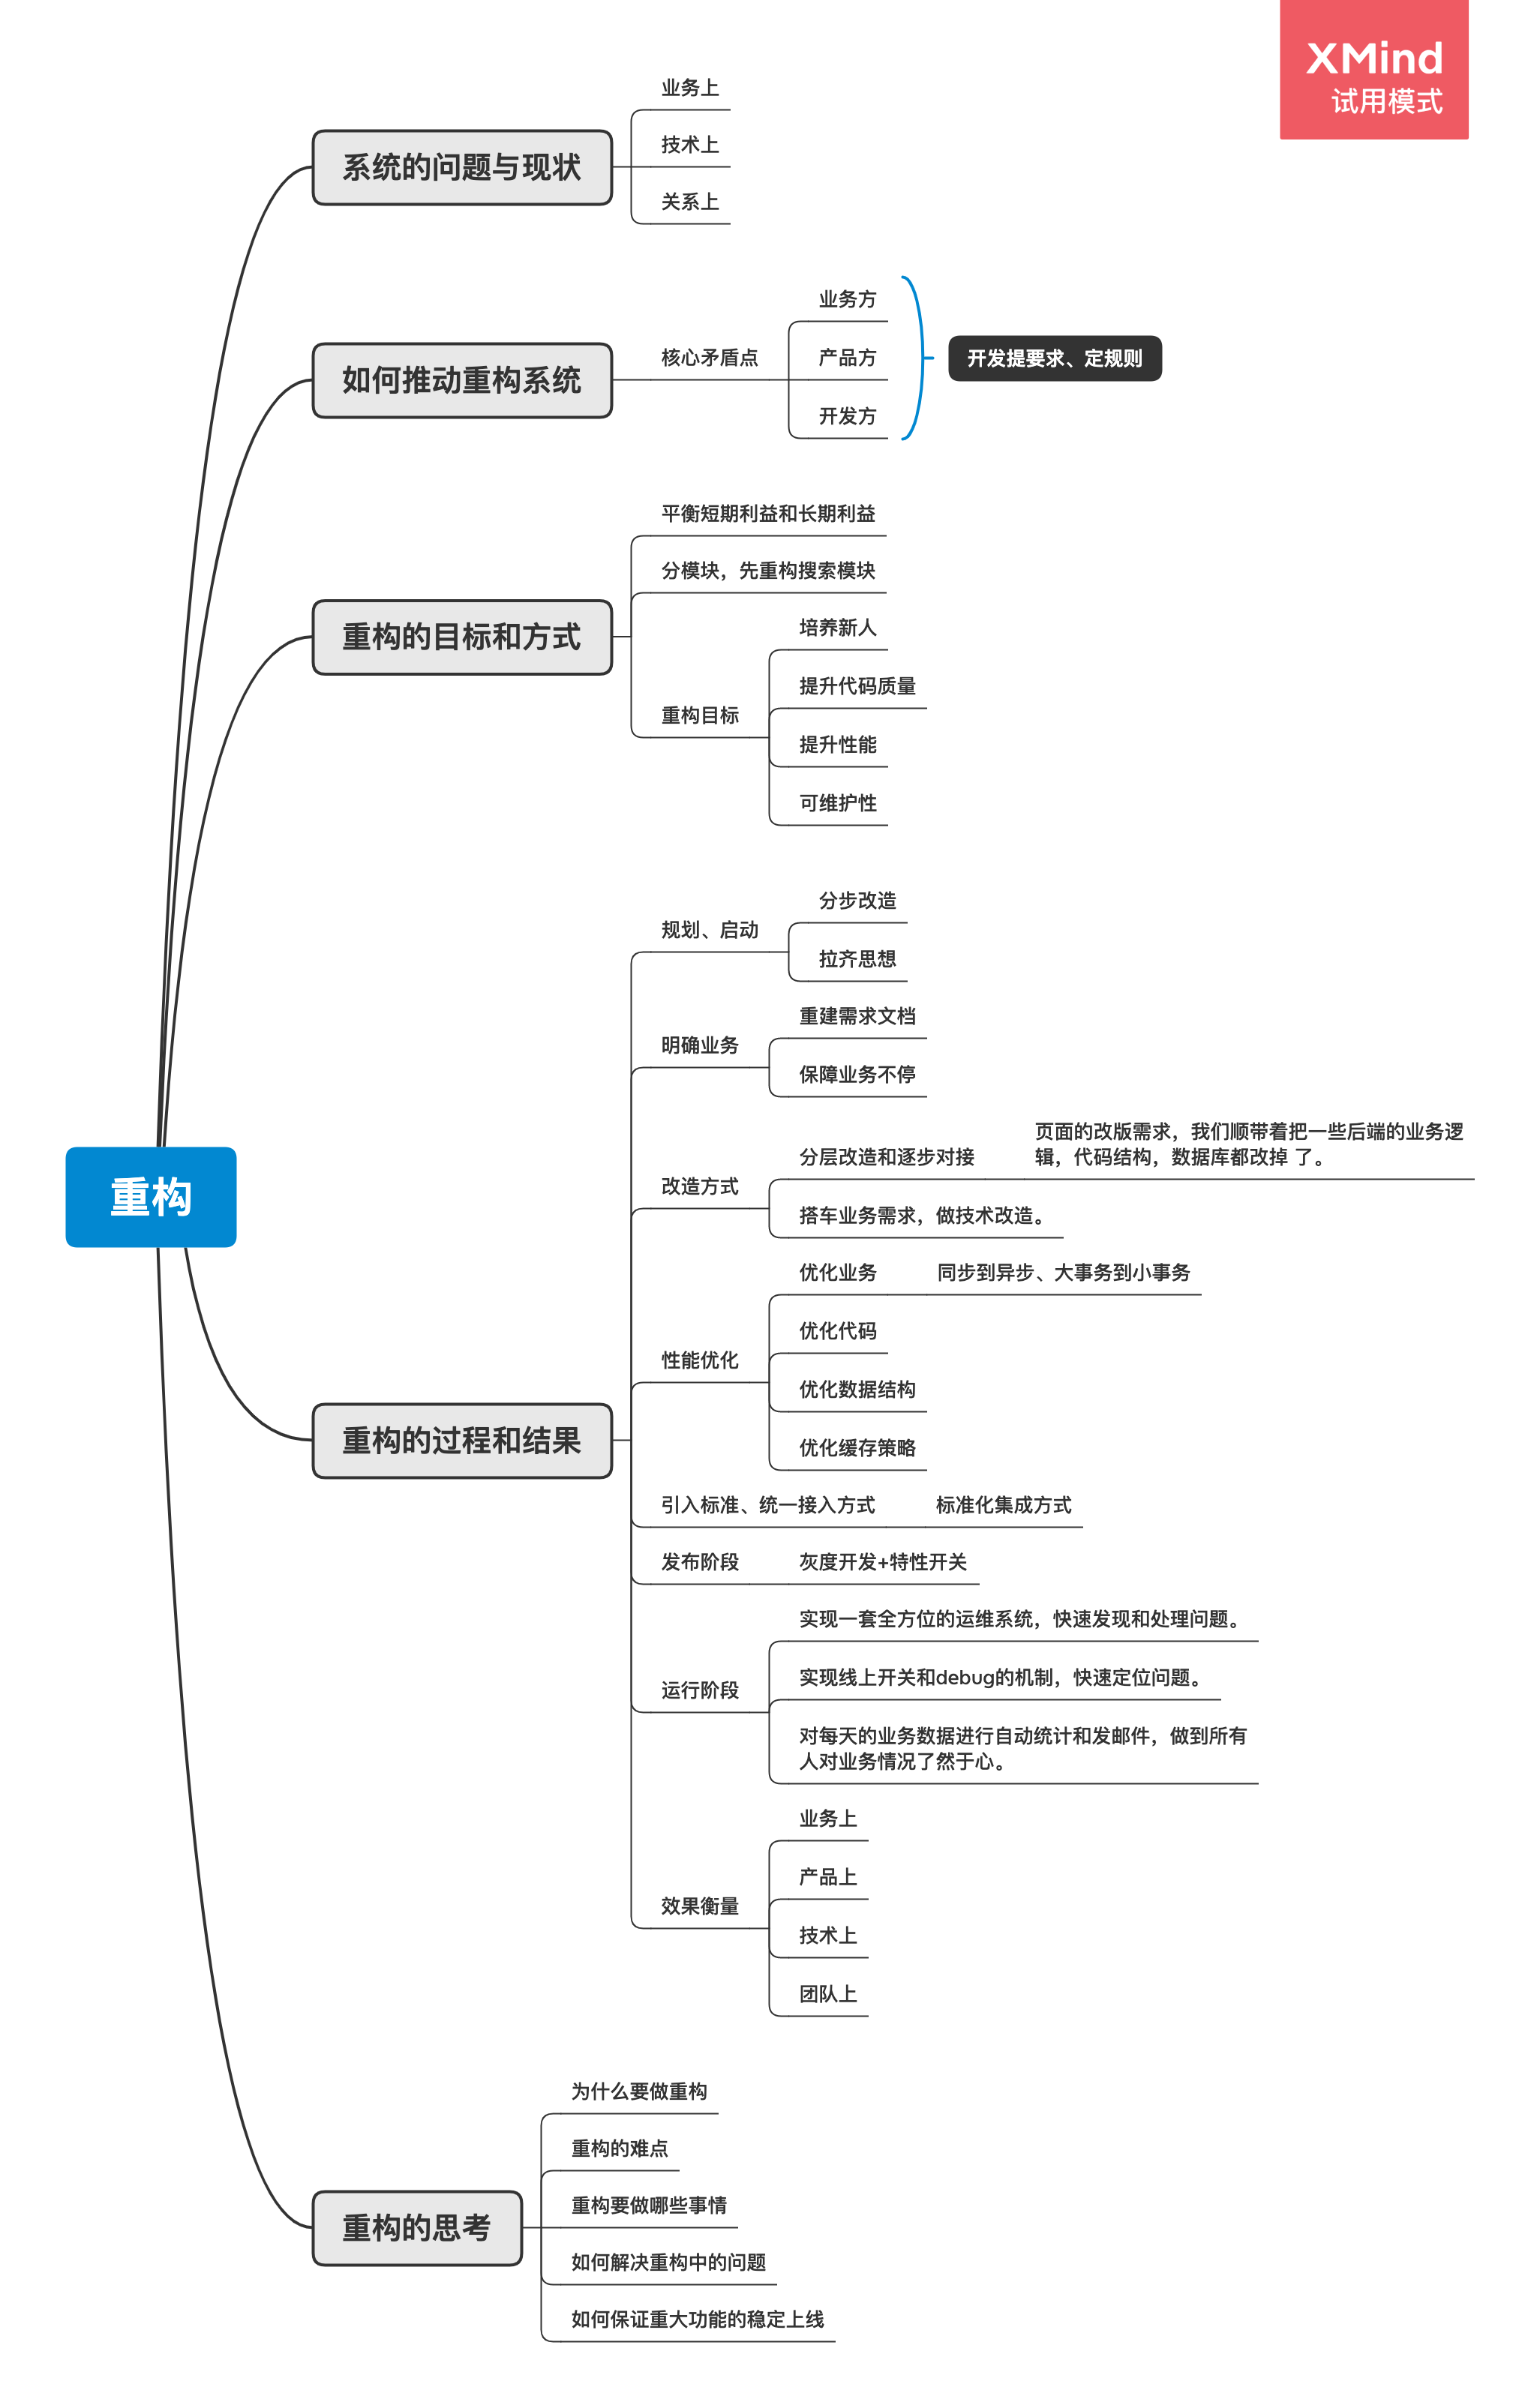 XMind
试用模式
重构
系统的问题与现状
业务上
技术上
关系上
如何推动重构系统
核心矛盾点
业务方
产品方
开发方
开发提要求、定规则
重构的目标和方式
平衡短期利益和长期利益
分模块，先重构搜索模块
重构目标
培养新人
提升代码质量
提升性能
可维护性
重构的过程和结果
规划、启动
分步改造
拉齐思想
明确业务
重建需求文档
保障业务不停
改造方式
分层改造和逐步对接
页面的改版需求，我们顺带着把一些后端的业务逻
辑，代码结构，数据库都改掉 了。
搭车业务需求，做技术改造。
性能优化
优化业务
同步到异步、大事务到小事务
优化代码
优化数据结构
优化缓存策略
引入标准、统一接入方式
标准化集成方式
发布阶段
灰度开发+特性开关
运行阶段
实现一套全方位的运维系统，快速发现和处理问题。
实现线上开关和debug的机制，快速定位问题。
对每天的业务数据进行自动统计和发邮件，做到所有
人对业务情况了然于心。
效果衡量
业务上
产品上
技术上
团队上
重构的思考
为什么要做重构
重构的难点
重构要做哪些事情
如何解决重构中的问题
如何保证重大功能的稳定上线